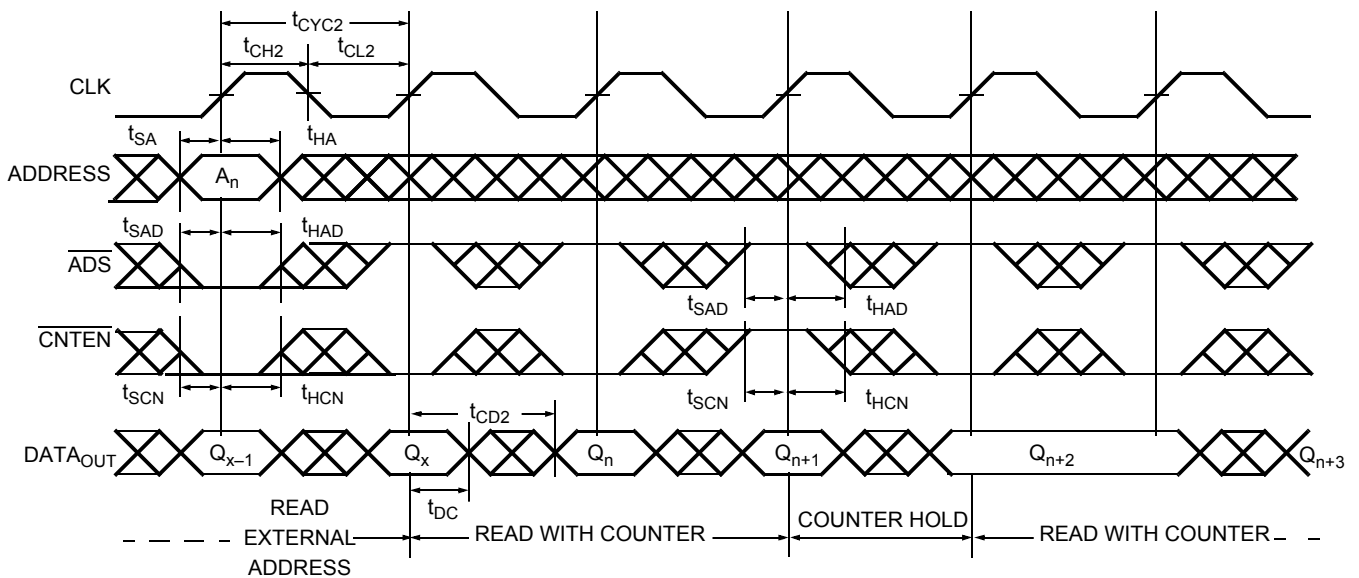 tCYC2
tCH2 tCL2
CLK
tSA tHA
ADDRESS An
tSAD tHAD
ADS
tSAD tHAD
CNTEN
tSCN tHCN tSCN tHCN
tCD2
DATAOUT Qx–1 Qx Qn Qn+1 Qn+2 Qn+3
tDC
READ
EXTERNAL
ADDRESS
READ WITH COUNTER COUNTER HOLD READ WITH COUNTER